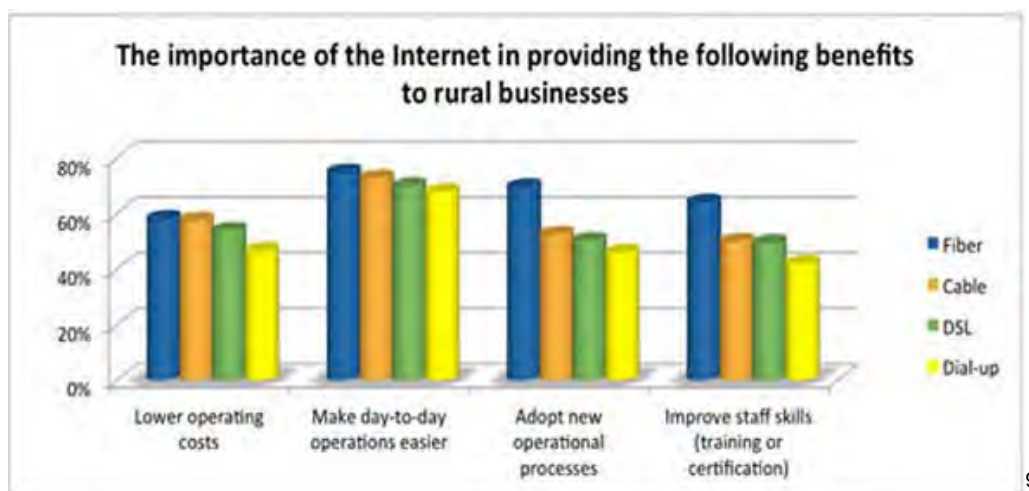 The importance of the Internet in providing the following benefits
to rural businesses
80%
60%
40%
20%
0%
Lower operating
costs
Make day-to-day
operations easier
Adopt new
operational
processes
Improve staff skills
(training or
certification)
Fiber
Cable
DSL
Dial-up